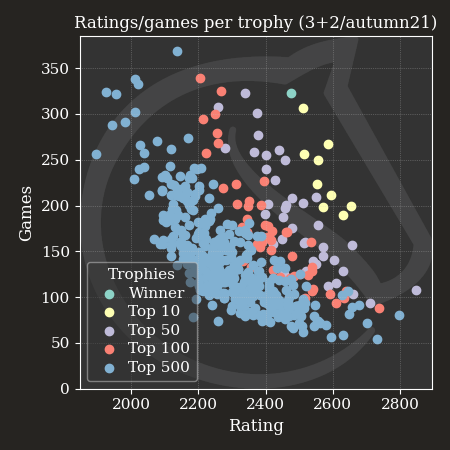 Ratings/games per trophy (3+2/autumn21)
Games
350
300
250
200
150
100
50
0
Trophies
Winner
Top 10
Top 50
Top 100
Top 500
2000
2200
2400
2600
2800
Rating